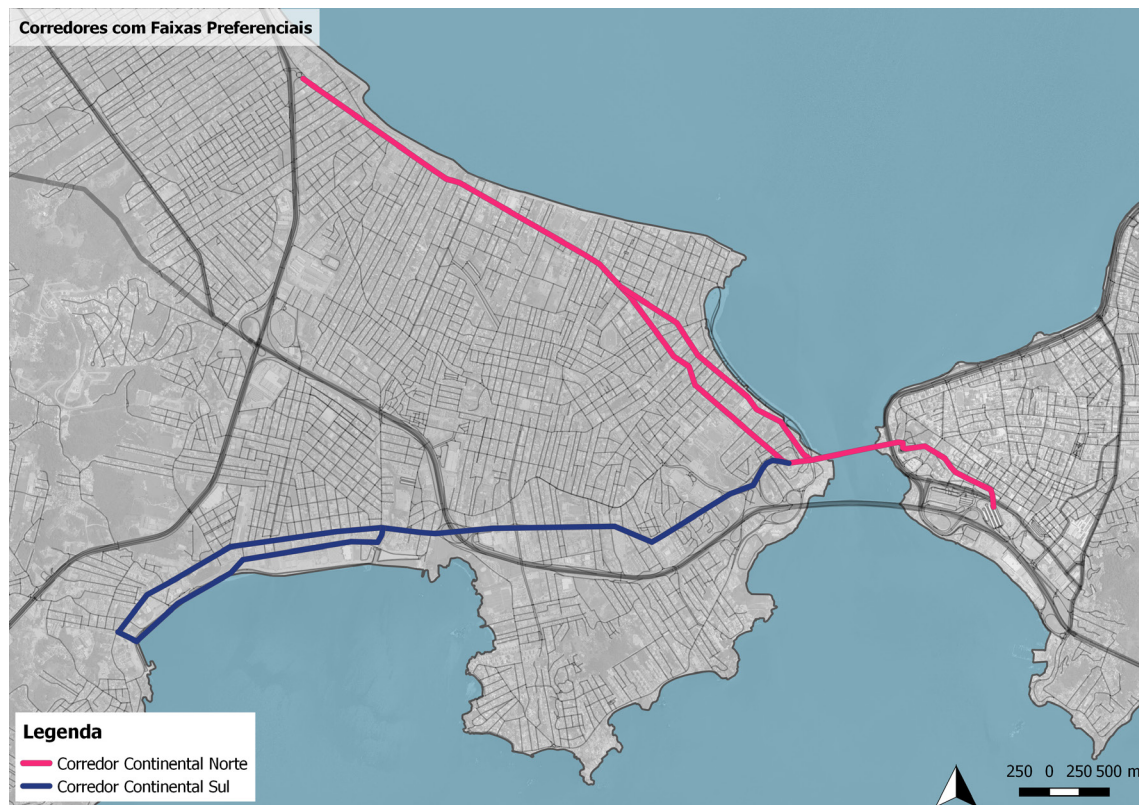 Corredores com Faixas Preferenciais
Legenda
Corredor Continental Norte
Corredor Continental Sul
250 0 250 500 m